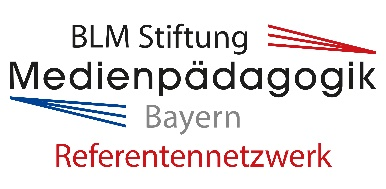 BLM Stiftung
Medienpädagogik
Bayern
Referentennetzwerk